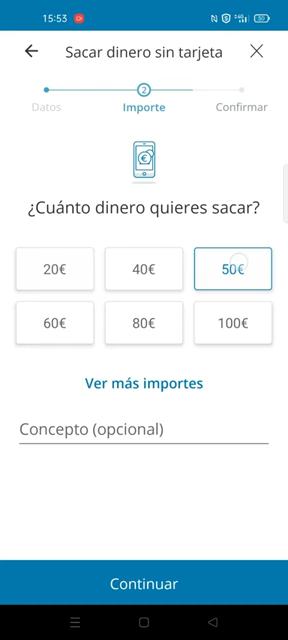 15:53
Sacar dinero sin tarjeta
2
Datos
Importe
Confirmar
€
¿Cuánto dinero quieres sacar?
20€
40€
50€
60€
80€
100€
Ver más importes
Concepto (opcional)
Continuar